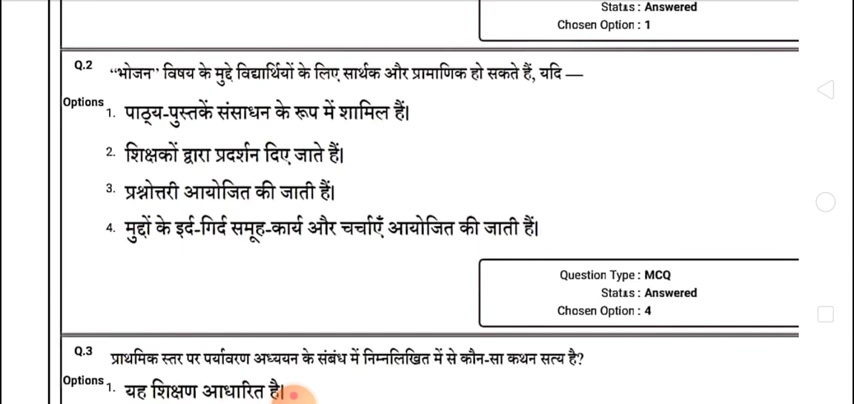 Status : Answered
Chosen Option : 1
Q.2 “भोजन” विषय के मुद्दे विद्यार्थियों के लिए सार्थक और प्रामाणिक हो सकते हैं, यदि —
Options 1. पाठ्य-पुस्तकें संसाधन के रूप में शामिल हैं।
2. शिक्षकों द्वारा प्रदर्शन दिए जाते हैं।
3. प्रश्नोत्तरी आयोजित की जाती हैं।
4. मुद्दों के इर्द-गिर्द समूह-कार्य और चर्चाएँ आयोजित की जाती हैं।
Question Type : MCQ
Status : Answered
Chosen Option : 4
Q.3 प्राथमिक स्तर पर पर्यावरण अध्ययन के संबंध में निम्नलिखित में से कौन-सा कथन सत्य है?
Options 1. यह शिक्षण आधारित है।